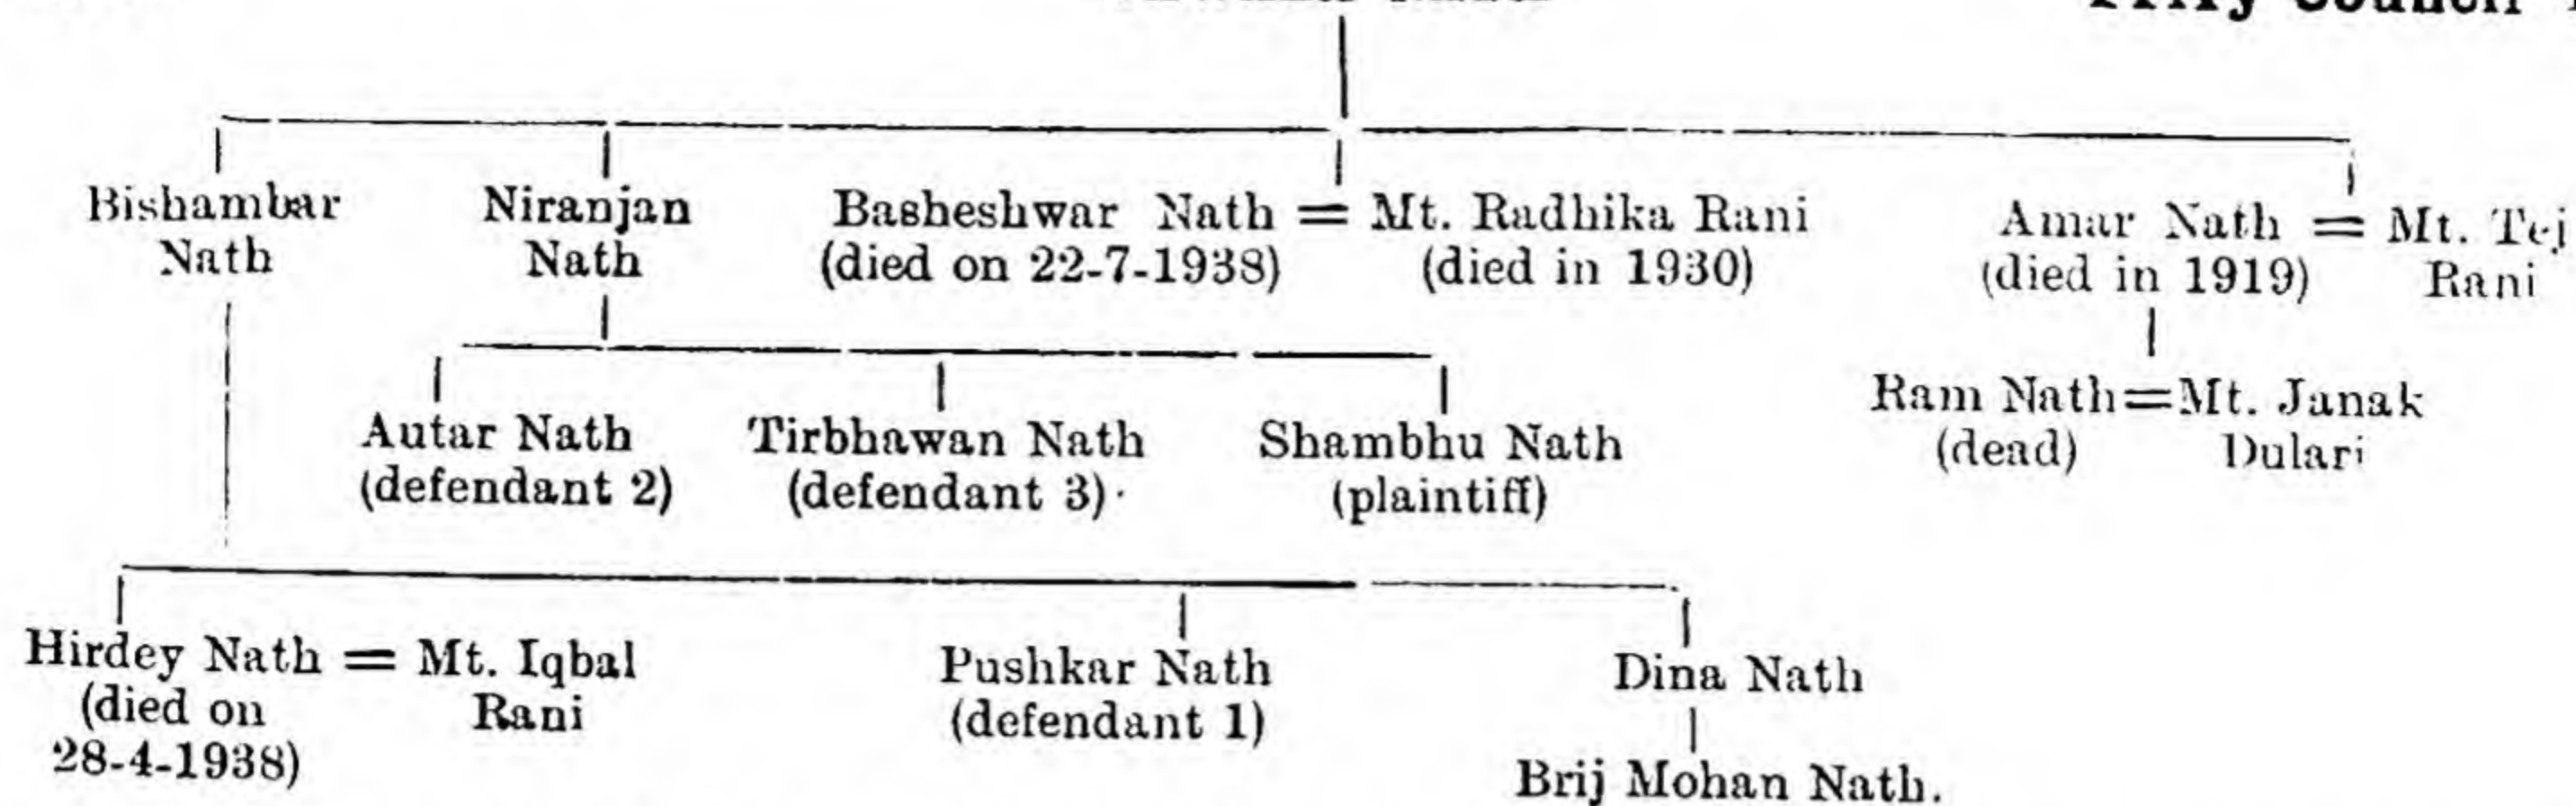 Privy Council
Bishambar Niranjan Basheshwar Nath = Mt. Radhika Rani Amar Nath = Mt. Tej
Nath Nath (died on 22-7-1938) (died in 1930) (died in 1919) Rani
Ram Nath=Mt. Janak
Autar Nath Tirbhawan Nath Shambhu Nath (dead) Dulari
(defendant 2) (defendant 3) (plaintiff)
Hirdey Nath = Mt. Iqbal Pushkar Nath Dina Nath
(died on Rani (defendant 1)
28-4-1938) Brij Mohan Nath.